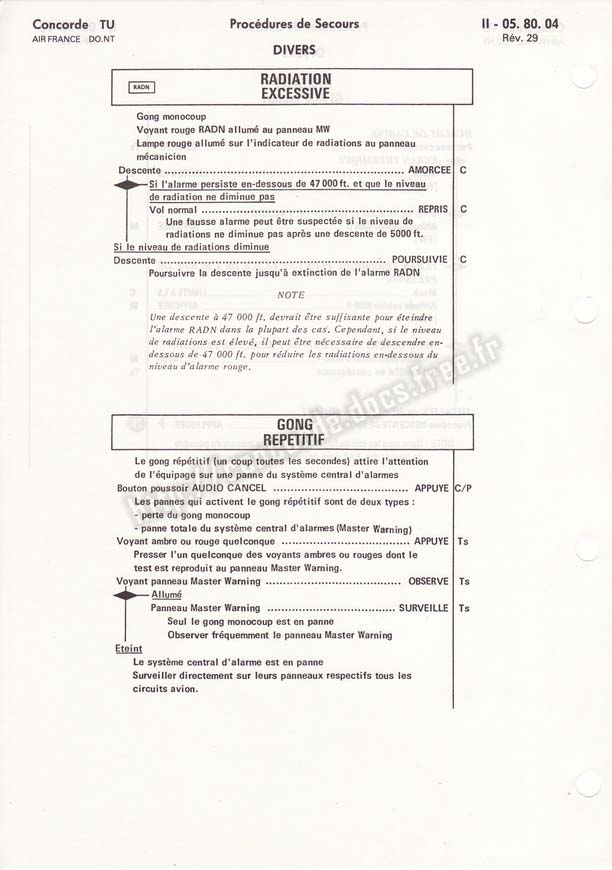 Concorde TU
Procédures de Secours
II - 05. 80. 04
AIR FRANCE DO.NT
Rév. 29
DIVERS
RADN
RADIATION
EXCESSIVE
Gong monocoup
Voyant rouge RADN allumé au panneau MW
Lampe rouge allumé sur l'indicateur de radiations au panneau
mécanicien
Descente ........................................................ AMORCEE C
Si l'alarme persiste en-dessous de 47 000 ft. et que le niveau
de radiation ne diminue pas
Vol normal ............................................. REPRIS C
Une fausse alarme peut être suspectée si le niveau de
radiations ne diminue pas après une descente de 5000 ft.
Si le niveau de radiations diminue
Descente .................................................... POURSUIVIE C
Poursuivre la descente jusqu'à extinction de l'alarme RADN
NOTE
Une descente à 47 000 ft, devrait être suffisante pour éteindre
l'alarme RADN dans la plupart des cas. Cependant, si le niveau
de radiations est élevé, il peut être nécessaire de descendre en-
dessous de 47 000 ft. pour réduire les radiations en-dessous du
niveau d'alarme rouge.
GONG
REPETITIF
Le gong répétitif (un coup toutes les secondes) attire l'attention
de l'équipage sur une panne du système central d'alarmes
Bouton poussoir AUDIO CANCEL ................................. APPUYE C/P
Les pannes qui activent le gong répétitif sont de deux types :
- perte du gong monocoup
- panne totale du système central d'alarmes (Master Warning)
Voyant ambre ou rouge quelconque ............................. APPUYE Ts
Presser l'un quelconque des voyants ambres ou rouges dont le
test est reproduit au panneau Master Warning.
Voyant panneau Master Warning ................................ OBSERVE Ts
Allumé
Panneau Master Warning .............................. SURVEILLE Ts
Seul le gong monocoup est en panne
Observer fréquemment le panneau Master Warning
Eteint
Le système central d'alarme est en panne
Surveiller directement sur leurs panneaux respectifs tous les
circuits avion.